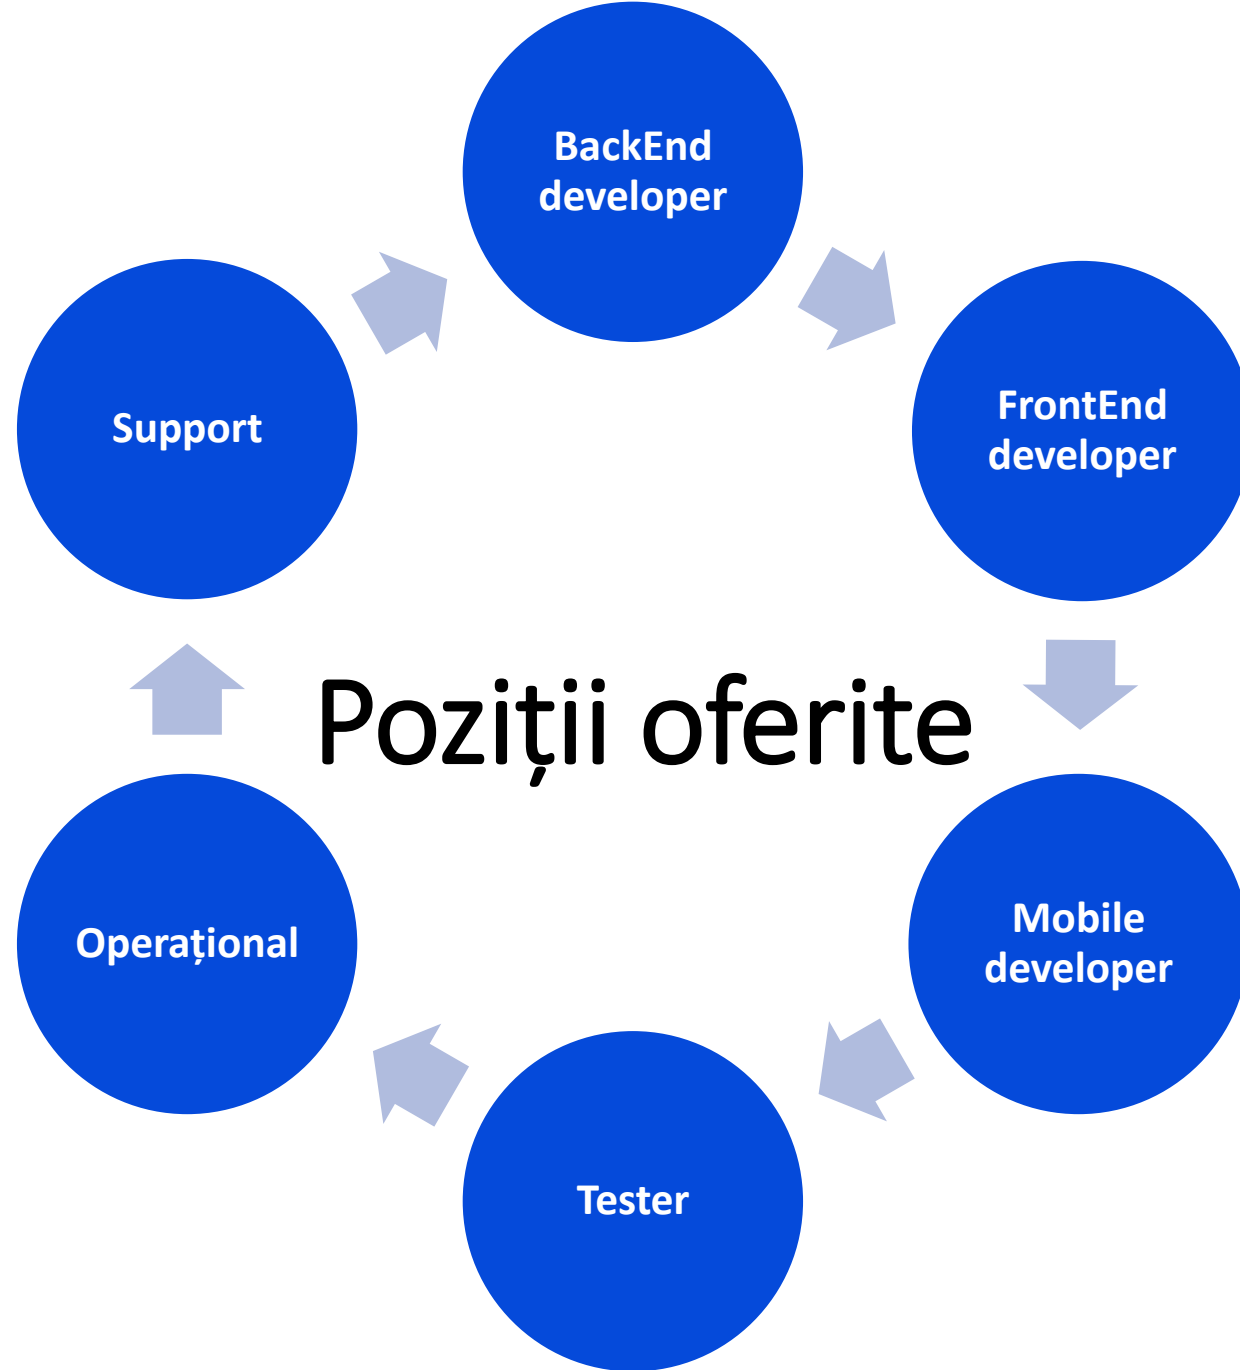 BackEnd
developer
FrontEnd
developer
Mobile
developer
Tester
Operațional
Support
Poziții oferite